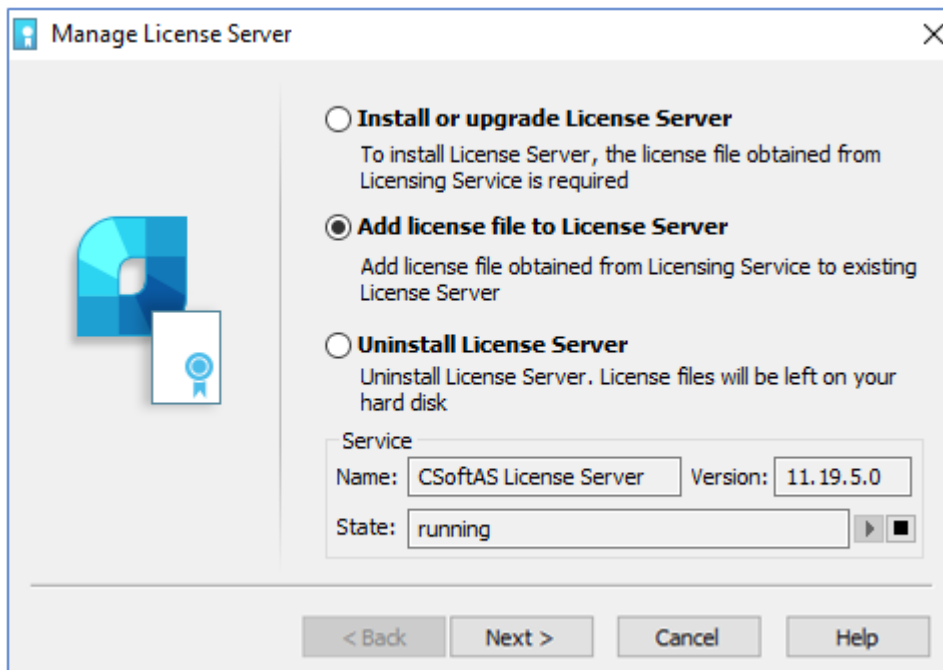 Manage License Server
Install or upgrade License Server
To install License Server, the license file obtained from
Licensing Service is required
Add license file to License Server
Add license file obtained from Licensing Service to existing
License Server
Uninstall License Server
Uninstall License Server. License files will be left on your
hard disk
Service
Name: CSoftAS License Server Version: 11.19.5.0
State: running
< Back Next > Cancel Help